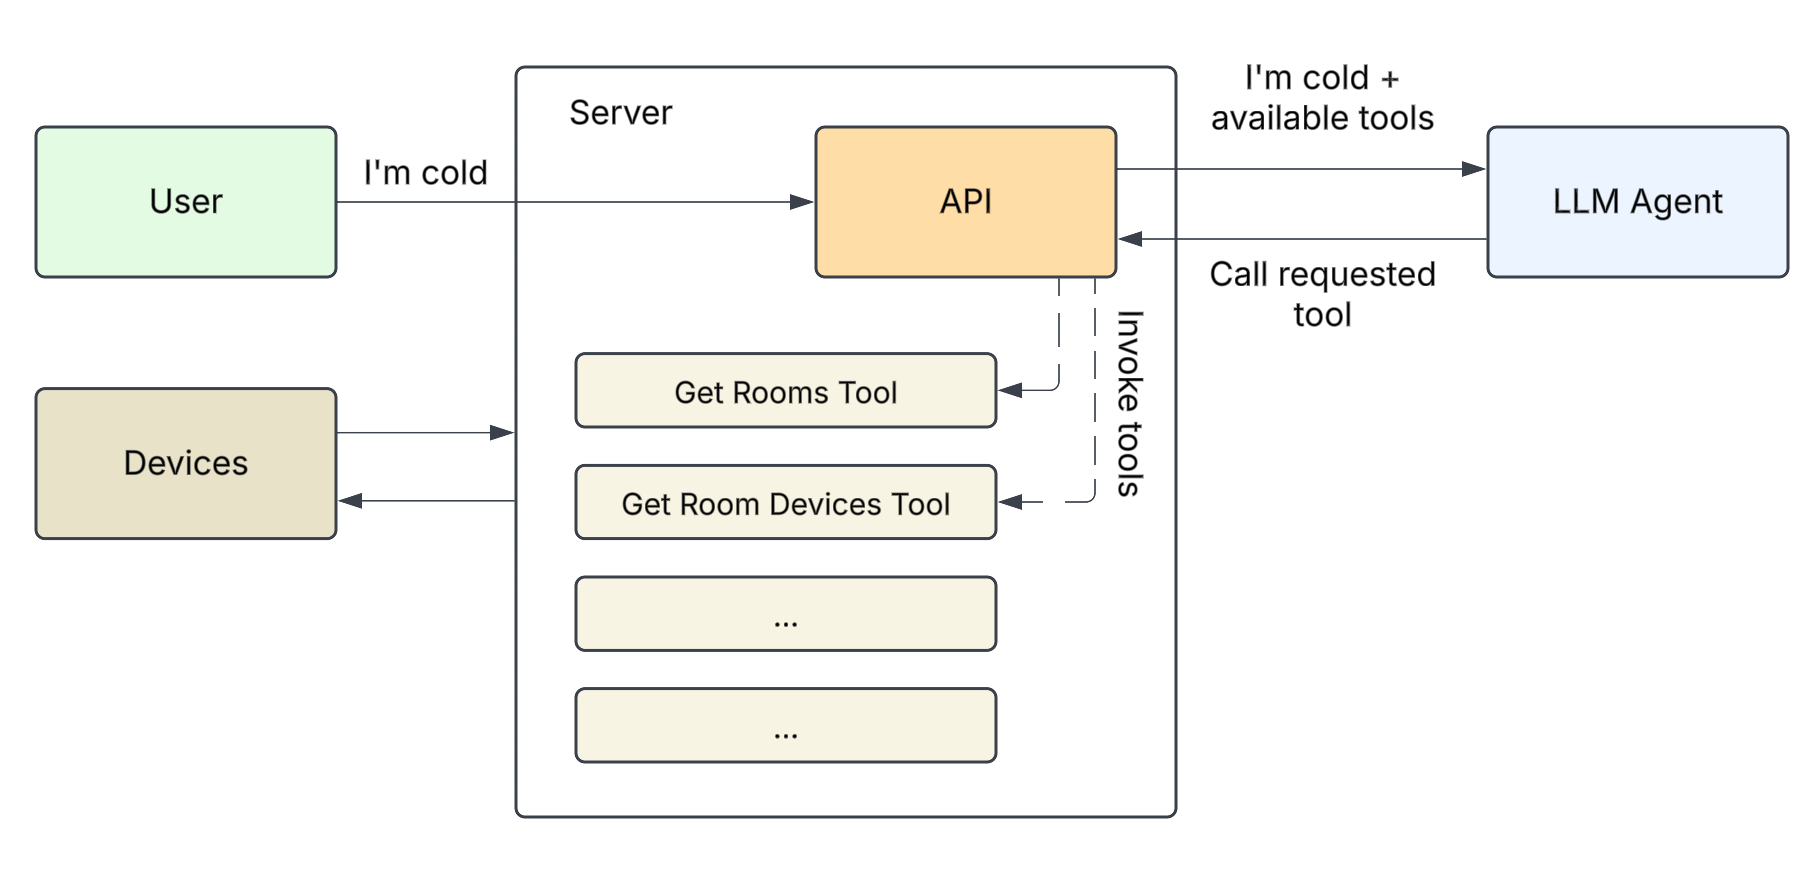 Server
I'm cold +
available tools
User
I'm cold
API
LLM Agent
Call requested
tool
Invoke tools
Get Rooms Tool
Devices
Get Room Devices Tool
...
...